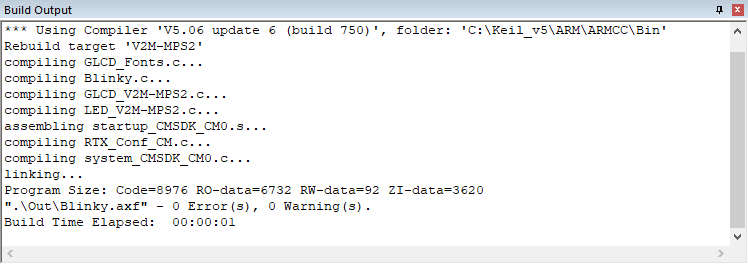 Build Output
*** Using Compiler 'V5.06 update 6 (build 750)', folder: 'C:\Keil_v5\ARM\ARMCC\Bin'
Rebuild target 'V2M-MPS2'
compiling GLCD_Fonts.c...
compiling Blinky.c...
compiling GLCD_V2M-MPS2.c...
compiling LED_V2M-MPS2.c...
assembling startup_CMSDK_CM0.s...
compiling RTX_Conf_CM.c...
compiling system_CMSDK_CM0.c...
linking...
Program Size: Code=8976 RO-data=6732 RW-data=92 ZI-data=3620
".\Out\Blinky.axf" - 0 Error(s), 0 Warning(s).
Build Time Elapsed:  00:00:01